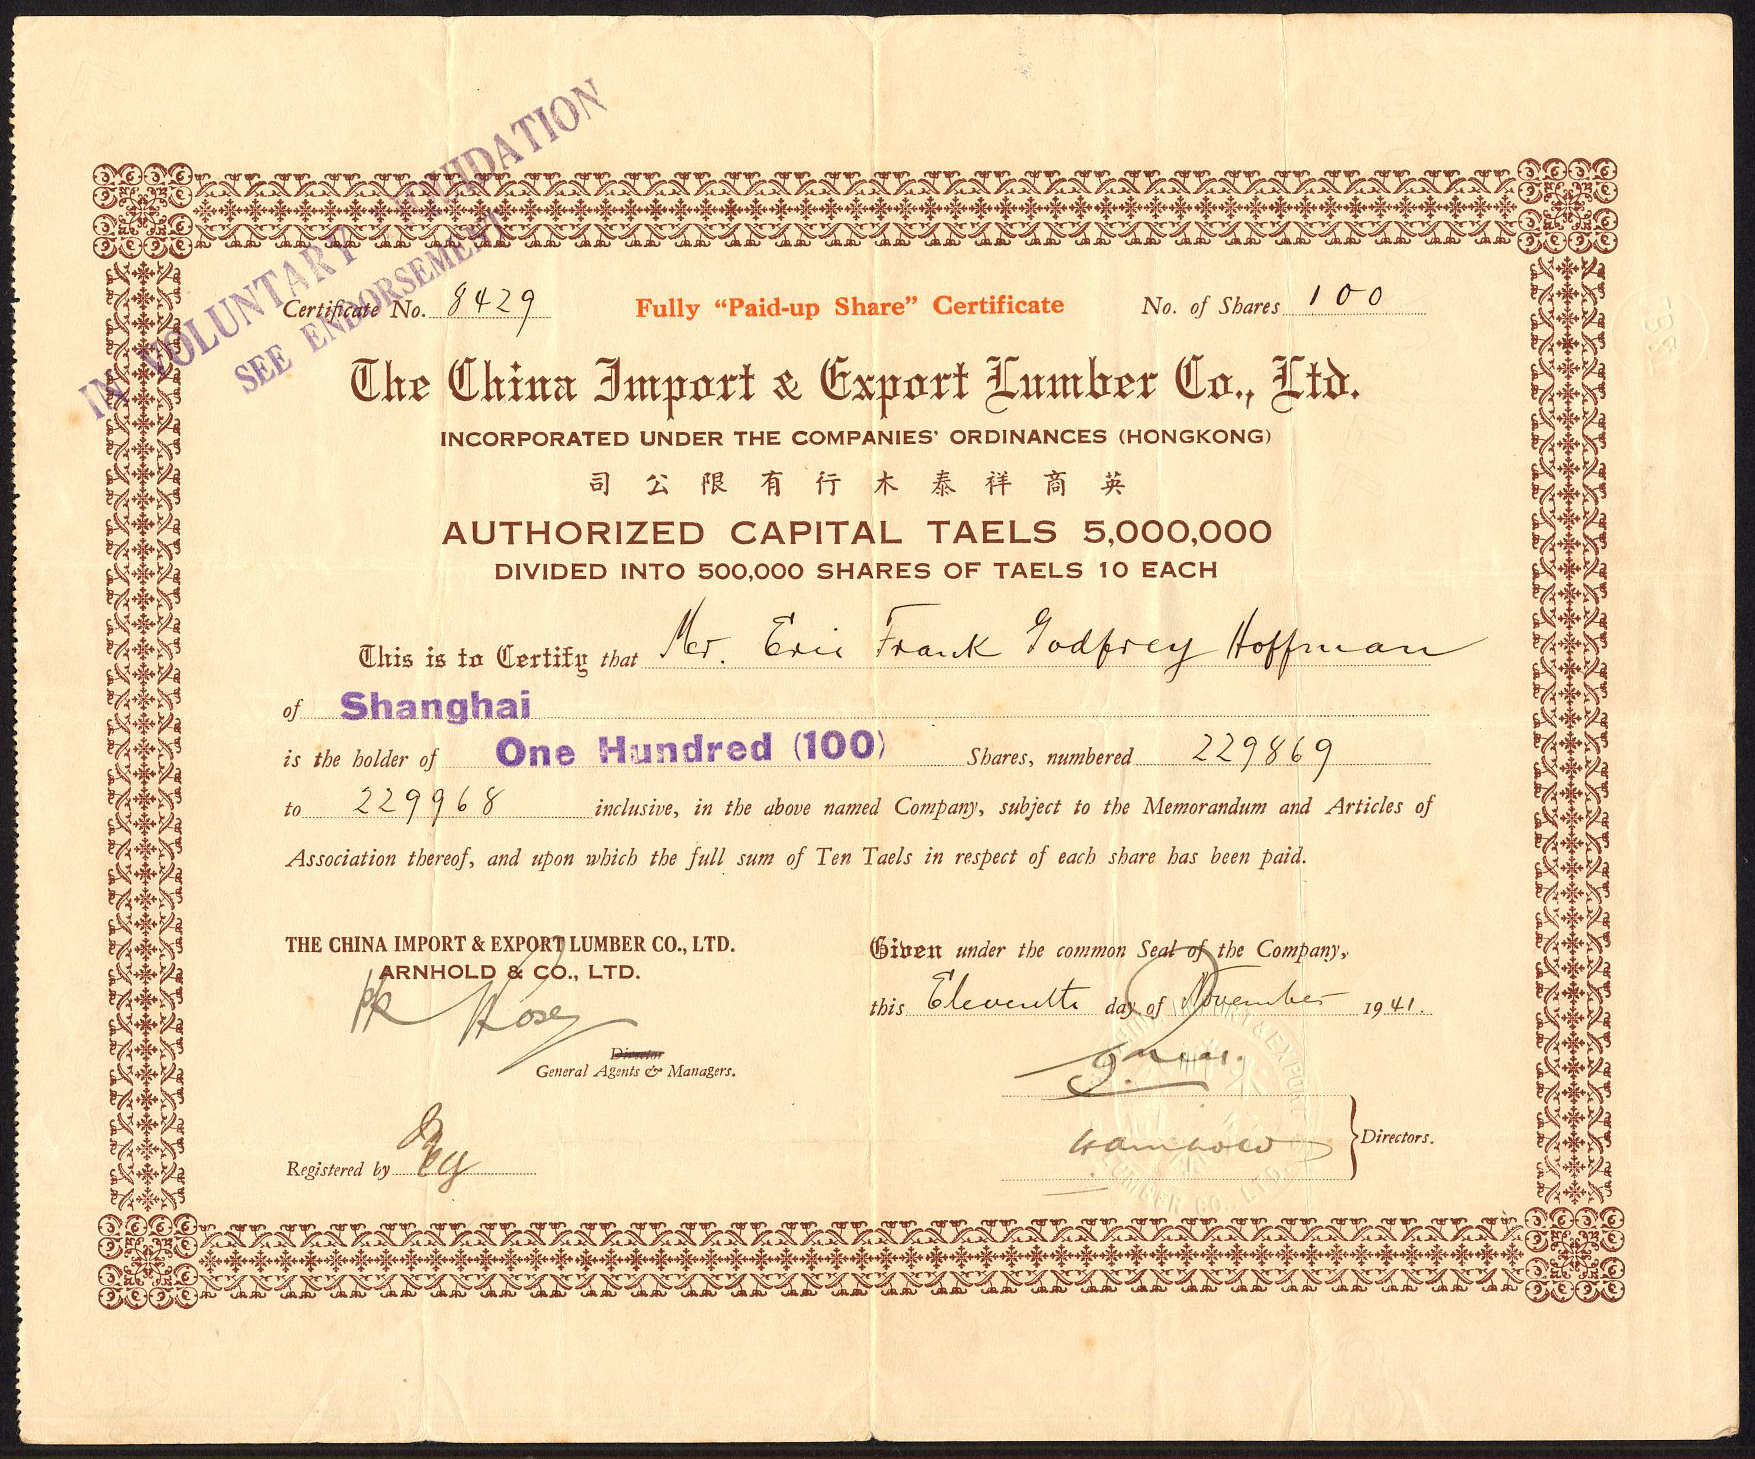 IN VOLUNTARY LIQUIDATION
SEE ENDORSEMENT
Certificate No. 8429 Fully “Paid-up Share” Certificate No. of Shares 100
The China Import & Export Lumber Co., Ltd.
INCORPORATED UNDER THE COMPANIES' ORDINANCES (HONGKONG)
司公限有行木泰祥商英
AUTHORIZED CAPITAL TAELS 5,000,000
DIVIDED INTO 500,000 SHARES OF TAELS 10 EACH
This is to Certify that Mr. Eric Frank Godfrey Hoffman
of Shanghai
is the holder of One Hundred (100) Shares, numbered 229869
to 229968 inclusive, in the above named Company, subject to the Memorandum and Articles of
Association thereof, and upon which the full sum of Ten Taels in respect of each share has been paid.
THE CHINA IMPORT & EXPORT LUMBER CO., LTD.
ARNHOLD & CO., LTD.
Director
General Agents & Managers.
Registered by
Given under the common Seal of the Company,
this Eleventh day of November 1941.
Directors.